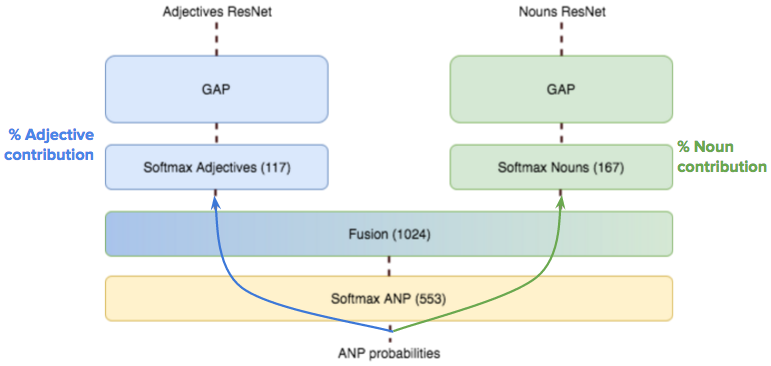 Adjectives ResNet
Nouns ResNet
GAP
GAP
% Adjective
contribution
% Noun
contribution
Softmax Adjectives (117)
Softmax Nouns (167)
Fusion (1024)
Softmax ANP (553)
ANP probabilities